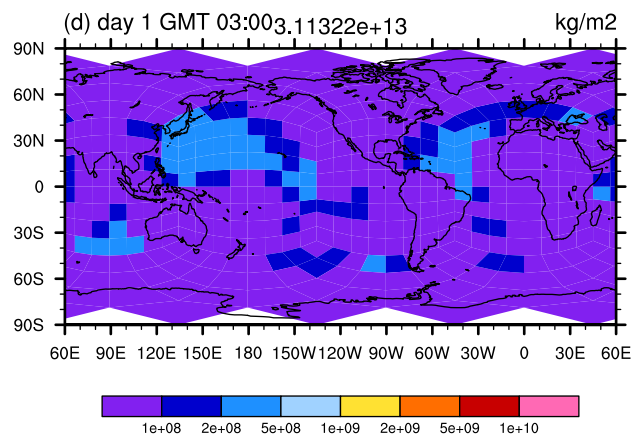 (d) day 1 GMT 03:00 3.11322e+13 kg/m2
90N
60N
30N
0
30S
60S
90S
60E 90E 120E 150E 180 150W 120W 90W 60W 30W 0 30E 60E
1e+08 2e+08 5e+08 1e+09 2e+09 5e+09 1e+10